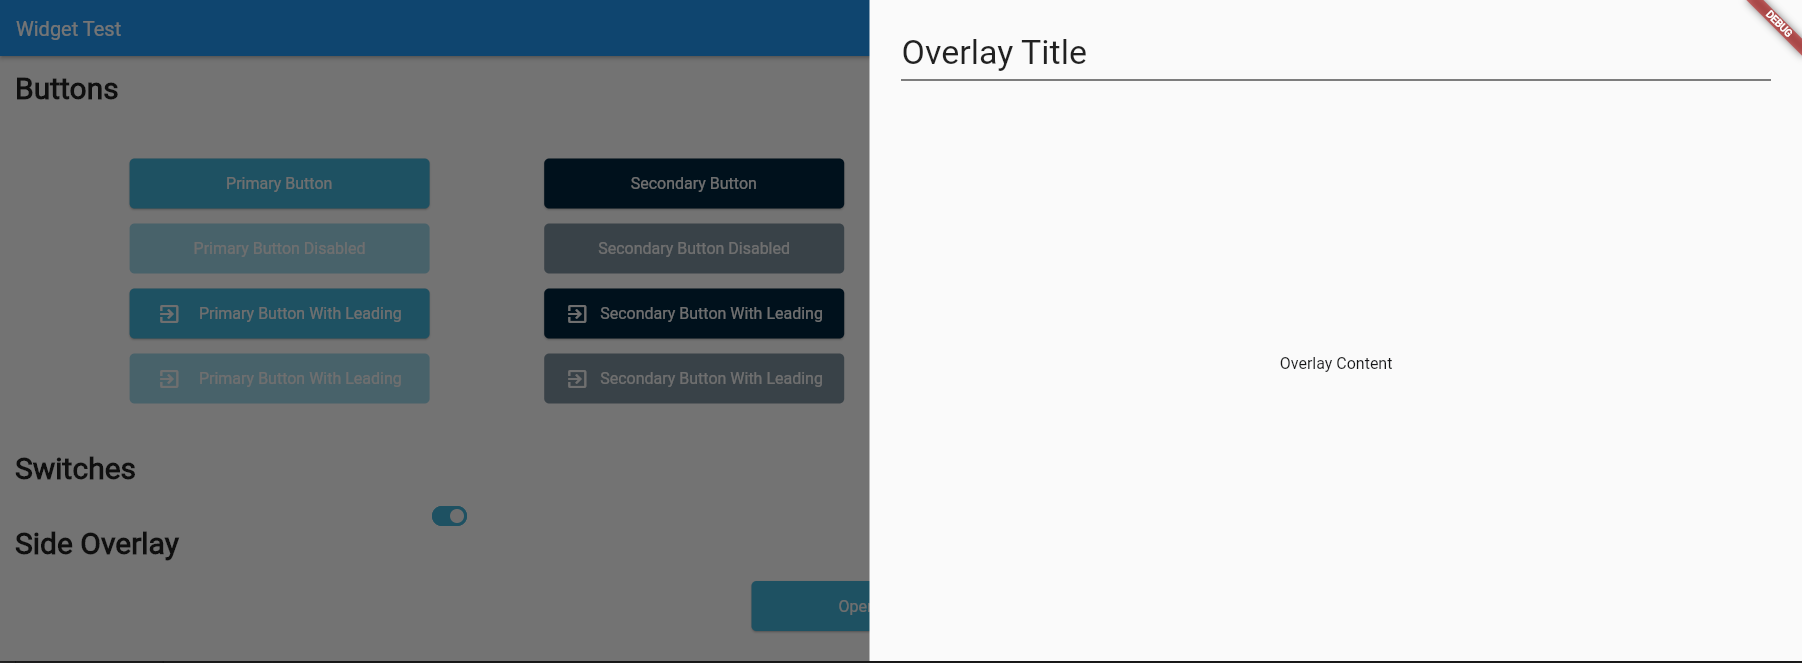 Widget Test
Buttons
Primary Button
Secondary Button
Primary Button Disabled
Secondary Button Disabled
Primary Button With Leading
Secondary Button With Leading
Primary Button With Leading
Secondary Button With Leading
Switches
Side Overlay
Overlay Title
Overlay Content
DEBUG